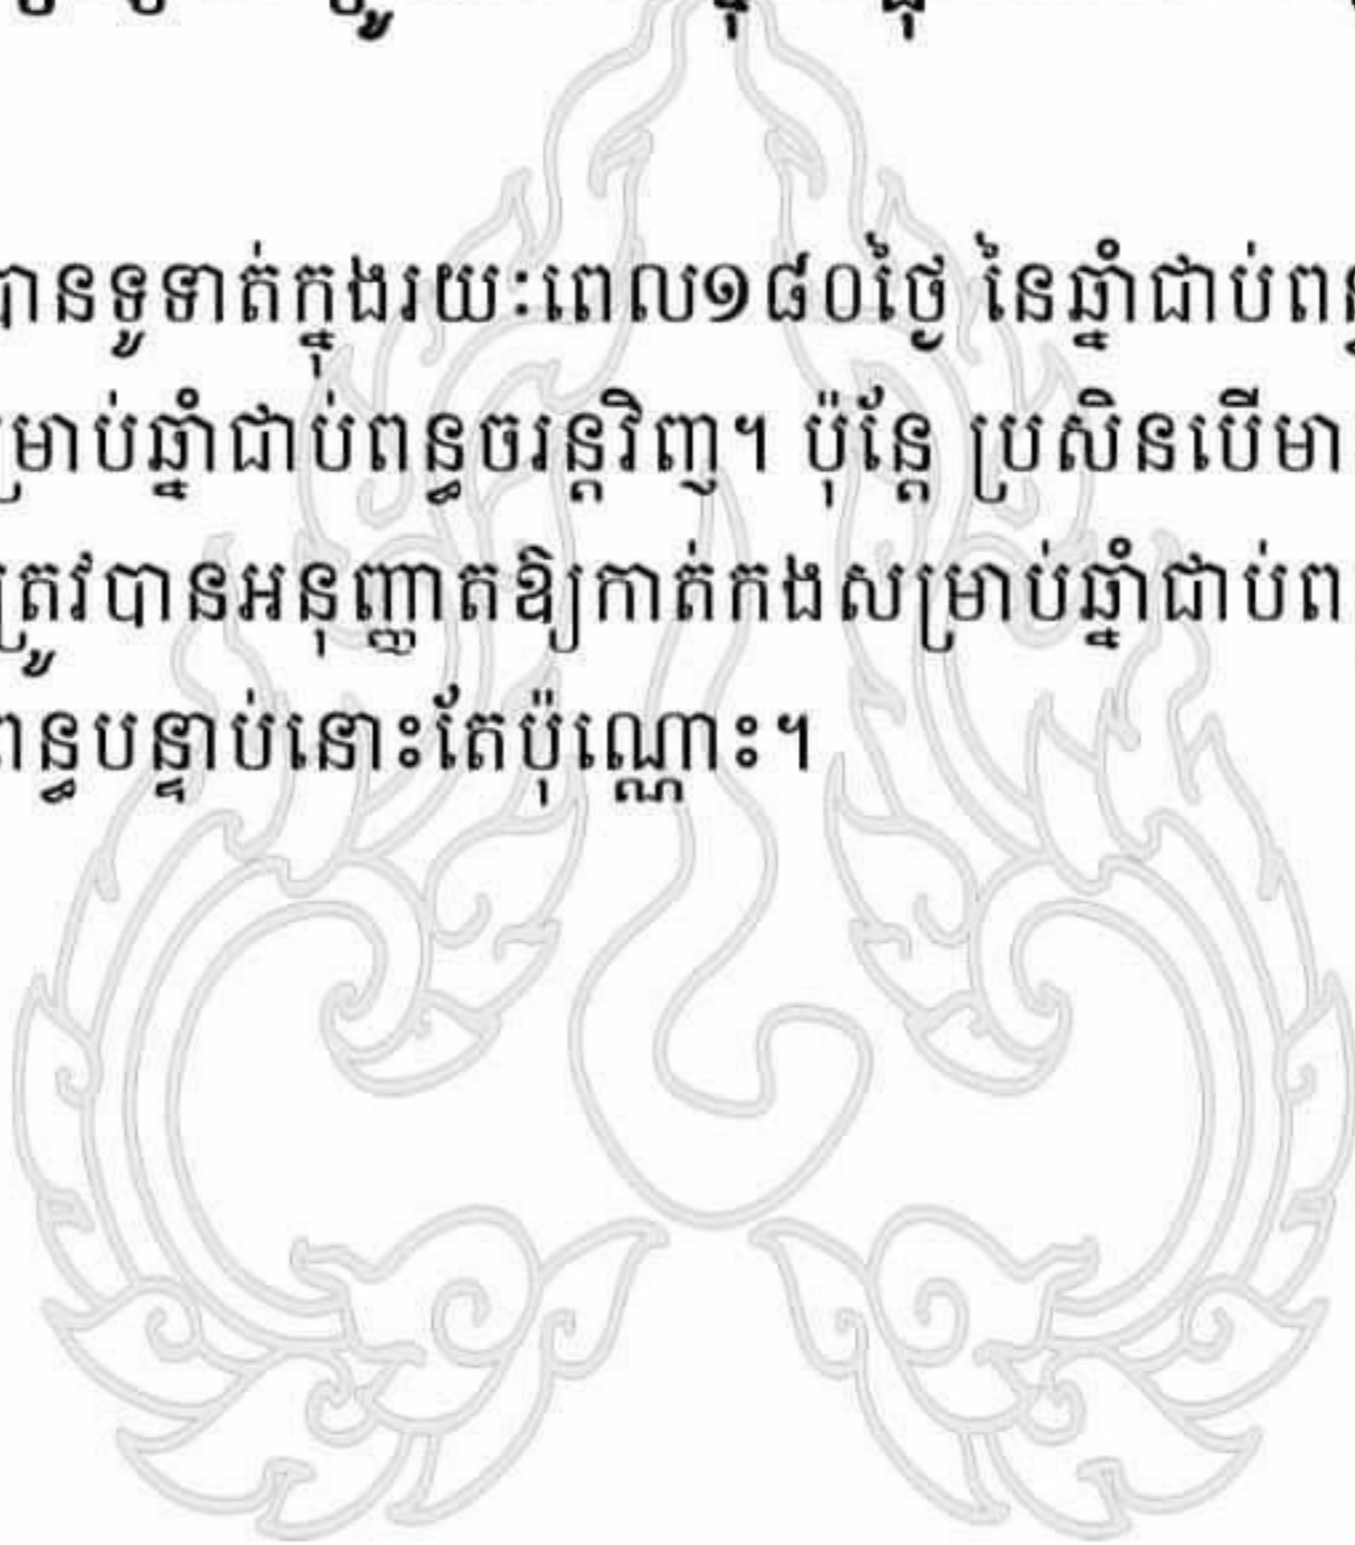 បានទូទាត់ក្នុងរយៈពេល១៨០ថ្ងៃ នៃឆ្នាំជាប់ពន្ធ
ម្រាប់ឆ្នាំជាប់ពន្ធចរន្តវិញ។ ប៉ុន្តែ ប្រសិនបើមា
ត្រូវបានអនុញ្ញាតឱ្យកាត់កងសម្រាប់ឆ្នាំជាប់ព
ពន្ធបន្ទាប់នោះតែប៉ុណ្ណោះ។